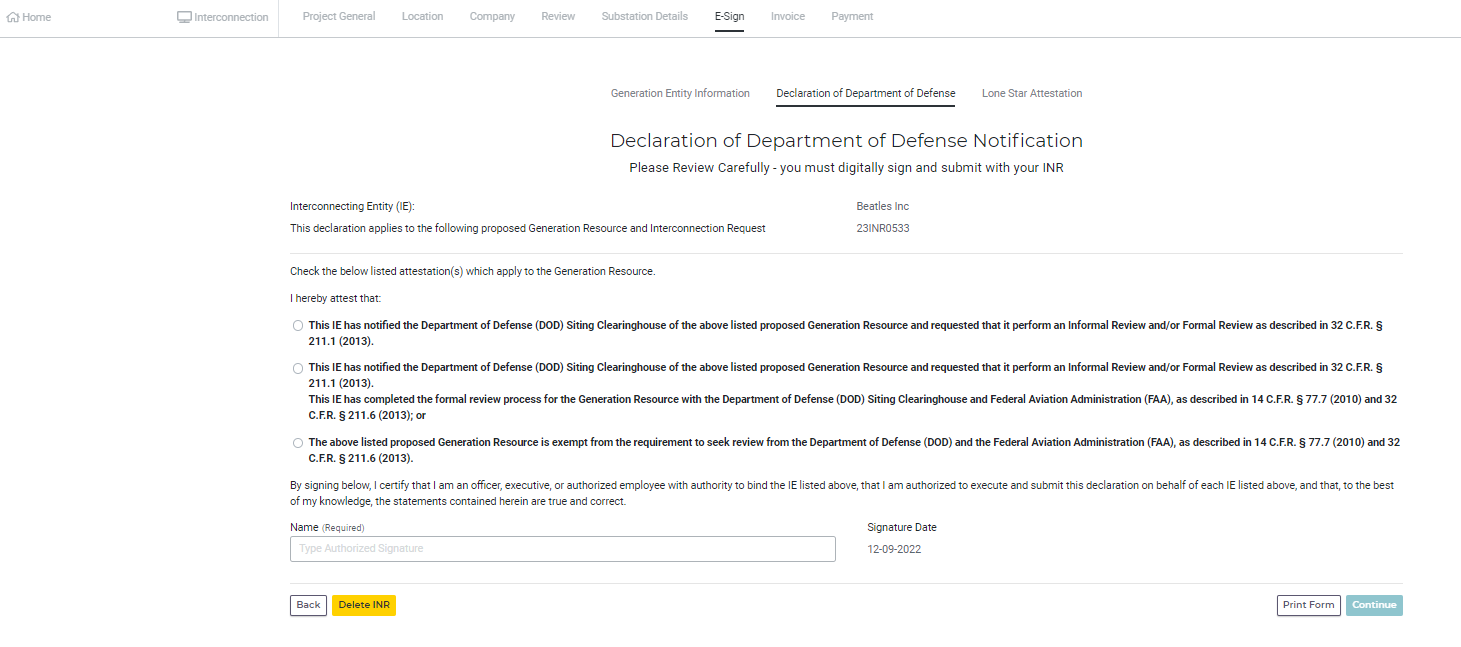 Home
Interconnection
Project General
Location
Company
Review
Substation Details
E-Sign
Invoice
Payment
Generation Entity Information
Declaration of Department of Defense
Lone Star Attestation
Declaration of Department of Defense Notification
Please Review Carefully - you must digitally sign and submit with your INR
Interconnecting Entity (IE):
Beatles Inc
This declaration applies to the following proposed Generation Resource and Interconnection Request
23INR0533
Check the below listed attestation(s) which apply to the Generation Resource.
I hereby attest that:
This IE has notified the Department of Defense (DOD) Siting Clearinghouse of the above listed proposed Generation Resource and requested that it perform an Informal Review and/or Formal Review as described in 32 C.F.R. §
211.1 (2013).
This IE has notified the Department of Defense (DOD) Siting Clearinghouse of the above listed proposed Generation Resource and requested that it perform an Informal Review and/or Formal Review as described in 32 C.F.R. §
211.1 (2013).
This IE has completed the formal review process for the Generation Resource with the Department of Defense (DOD) Siting Clearinghouse and Federal Aviation Administration (FAA), as described in 14 C.F.R. § 77.7 (2010) and 32
C.F.R. § 211.6 (2013); or
The above listed proposed Generation Resource is exempt from the requirement to seek review from the Department of Defense (DOD) and the Federal Aviation Administration (FAA), as described in 14 C.F.R. § 77.7 (2010) and 32
C.F.R. § 211.6 (2013).
By signing below, I certify that I am an officer, executive, or authorized employee with authority to bind the IE listed above, that I am authorized to execute and submit this declaration on behalf of each IE listed above, and that, to the best
of my knowledge, the statements contained herein are true and correct.
Name (Required)
Signature Date
Type Authorized Signature
12-09-2022
Back
Delete INR
Print Form
Continue